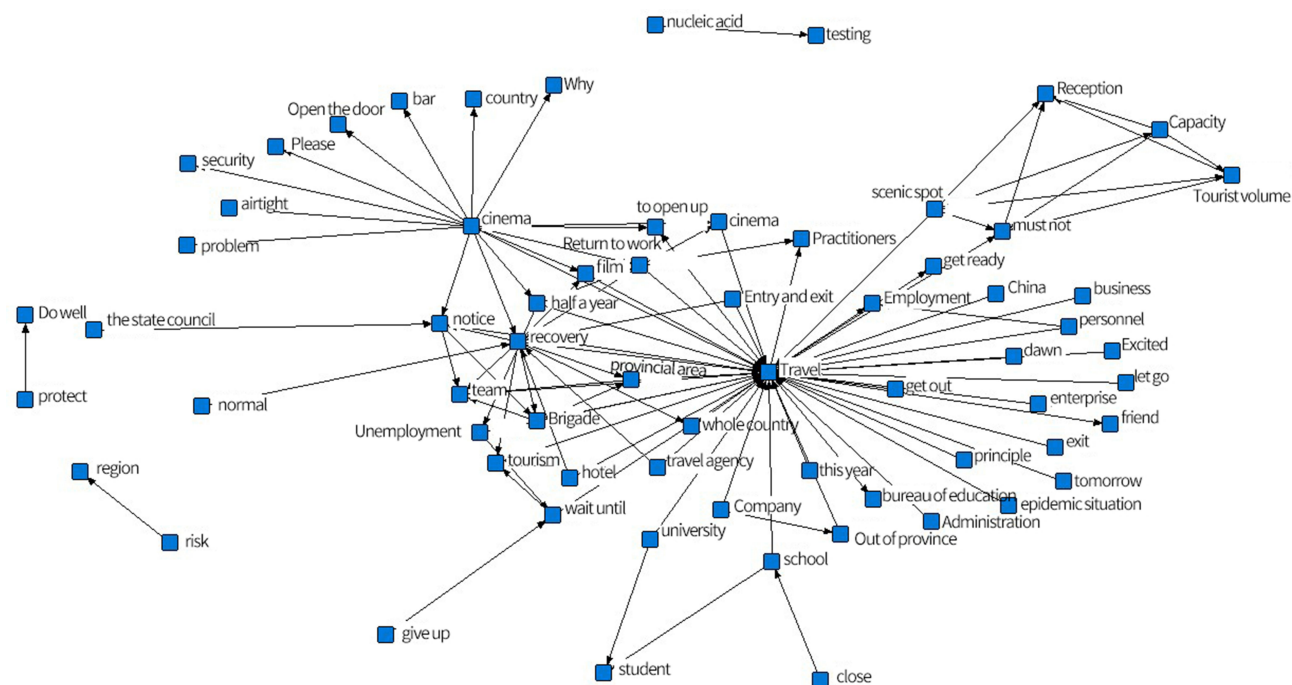 nucleic acid
testing
Why
Reception
bar
country
Open the door
Capacity
Please
security
Tourist volume
scenic spot
airtight
to open up
cinema
cinema
must not
Practitioners
problem
Return to work
film
get ready
China
business
Entry and exit
Employment
half a year
Do well
the state council
notice
personnel
recovery
dawn
Excited
provincial area
Travel
let go
team
get out
protect
normal
enterprise
Brigade
whole country
friend
Unemployment
exit
region
tourism
hotel
travel agency
this year
principle
tomorrow
bureau of education
epidemic situation
wait until
Company
Administration
university
Out of province
risk
school
give up
student
close